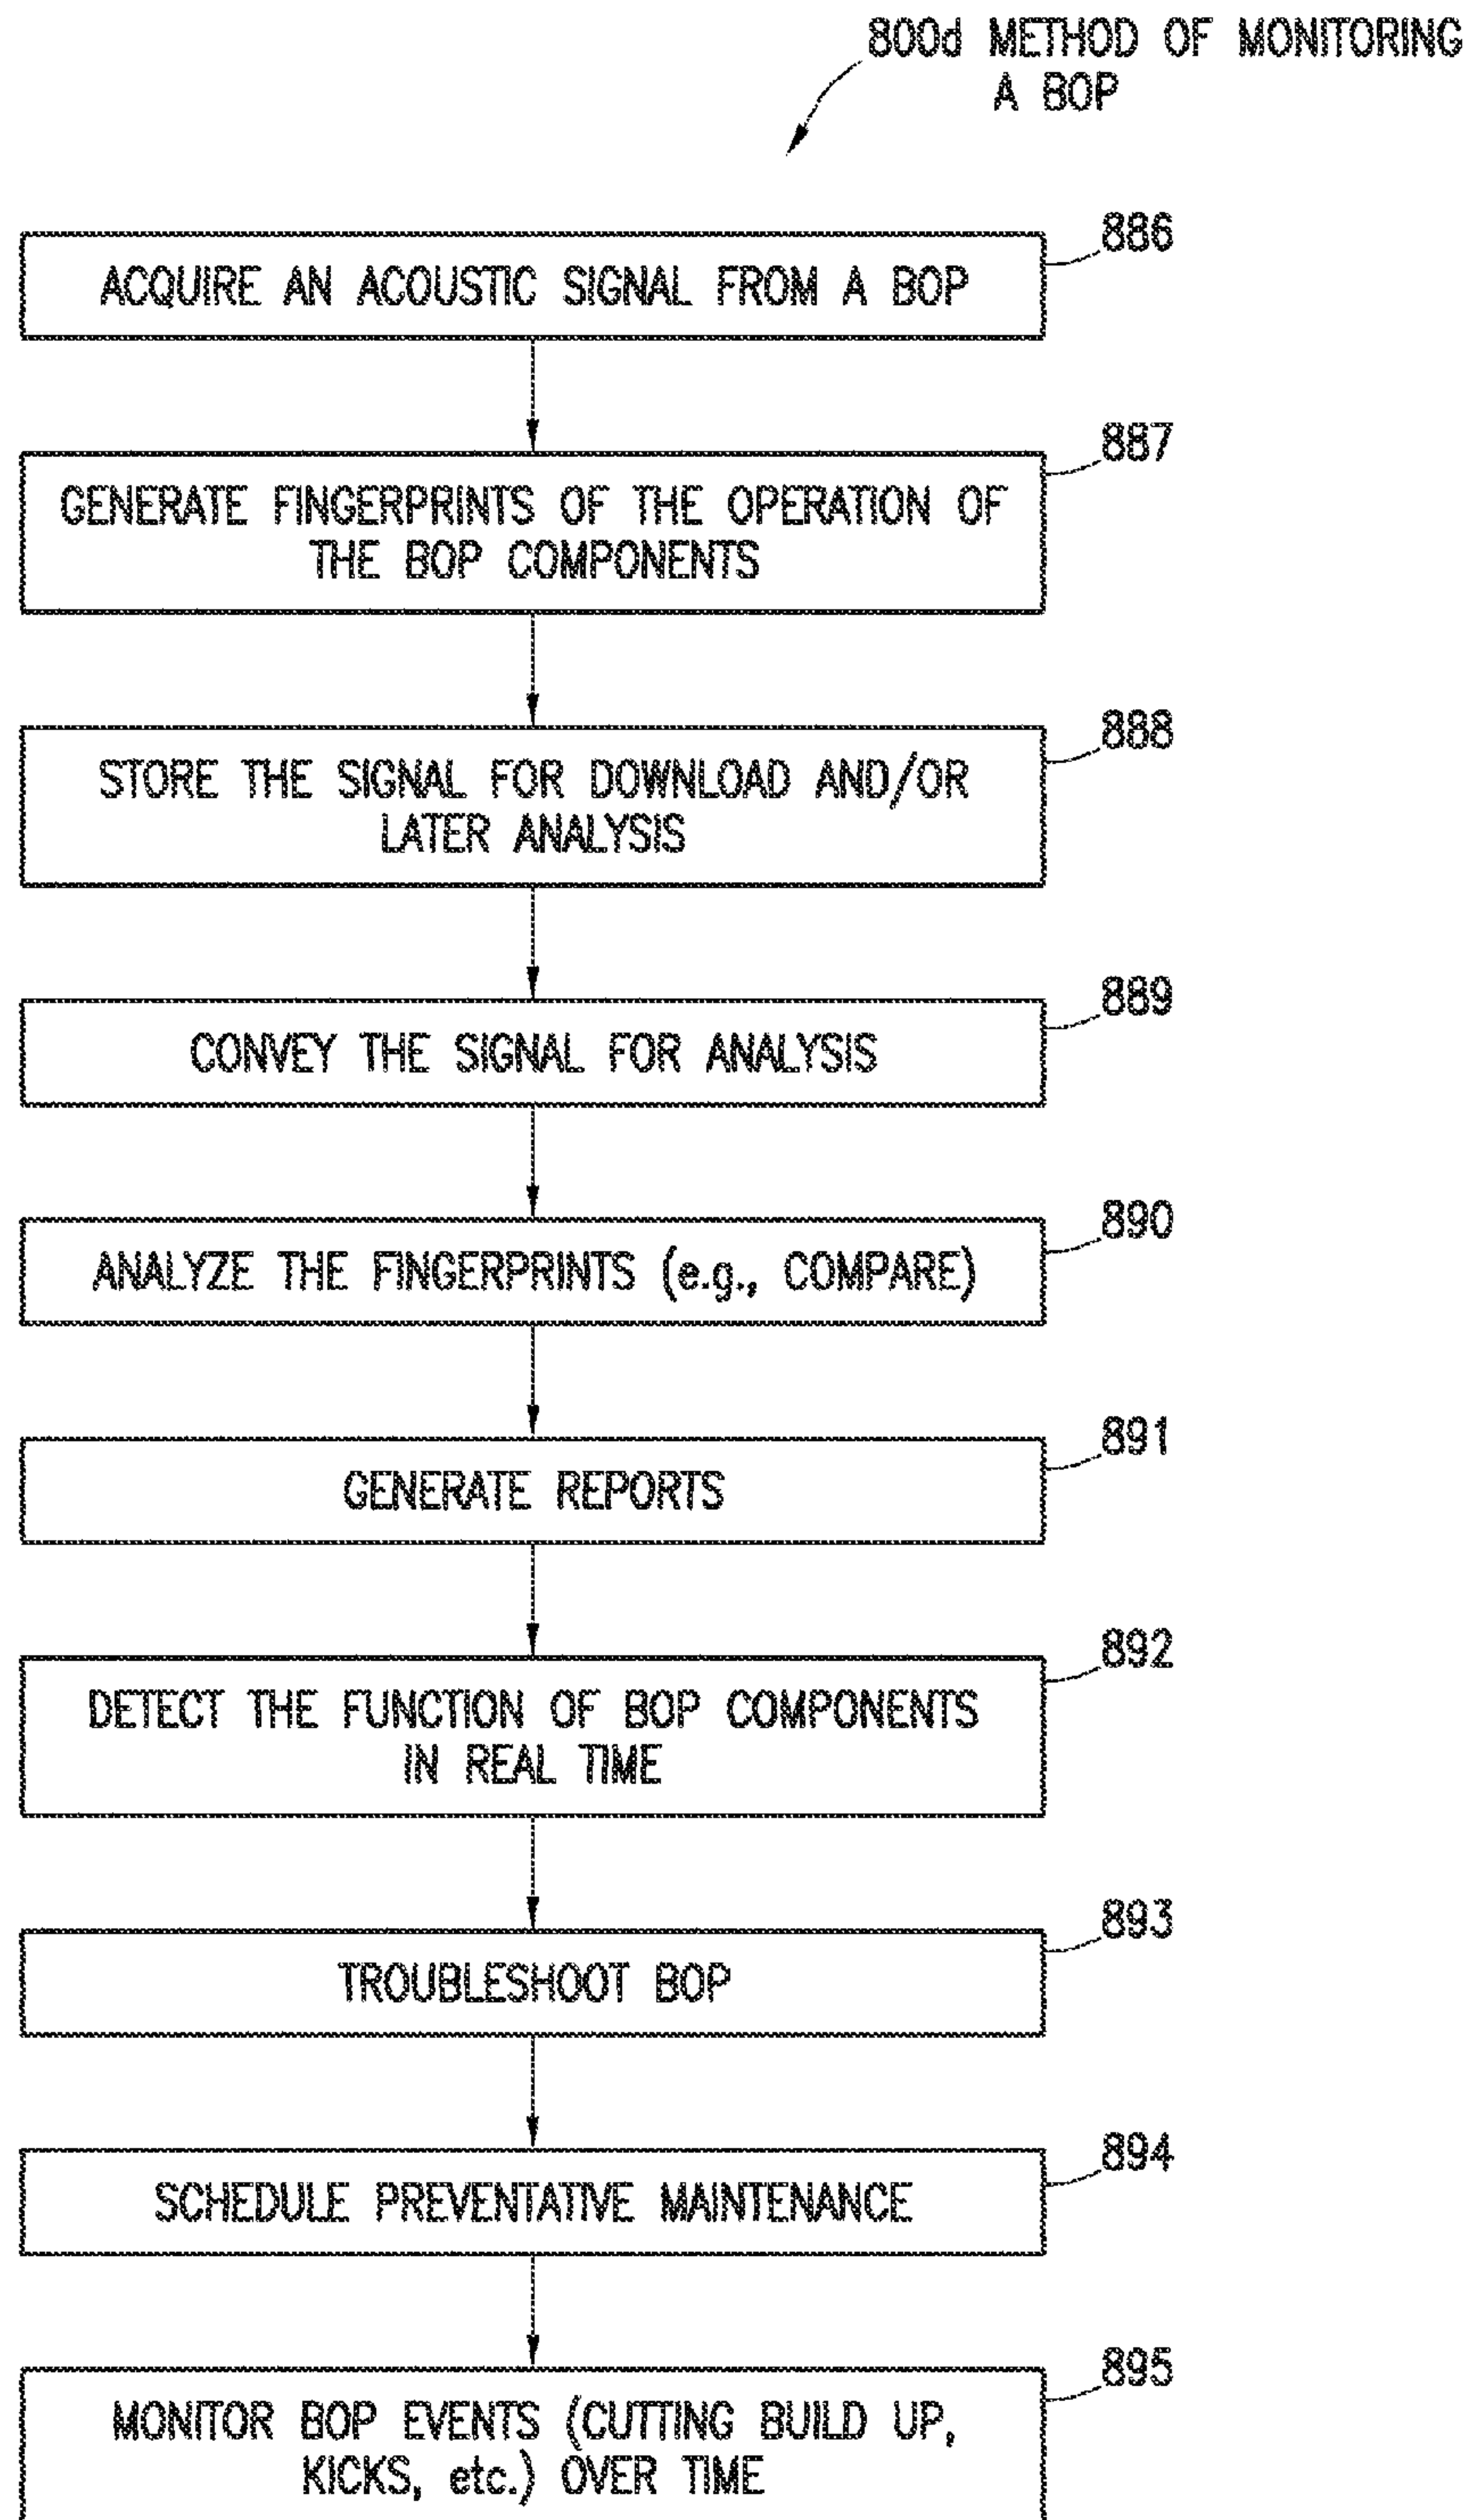 800d METHOD OF MONITORING
A BOP
886
ACQUIRE AN ACOUSTIC SIGNAL FROM A BOP
887
GENERATE FINGERPRINTS OF THE OPERATION OF
THE BOP COMPONENTS
888
STORE THE SIGNAL FOR DOWNLOAD AND/OR
LATER ANALYSIS
889
CONVEY THE SIGNAL FOR ANALYSIS
890
ANALYZE THE FINGERPRINTS (e.g., COMPARE)
891
GENERATE REPORTS
892
DETECT THE FUNCTION OF BOP COMPONENTS
IN REAL TIME
893
TROUBLESHOOT BOP
894
SCHEDULE PREVENTATIVE MAINTENANCE
895
MONITOR BOP EVENTS (CUTTING BUILD UP,
KICKS, etc.) OVER TIME